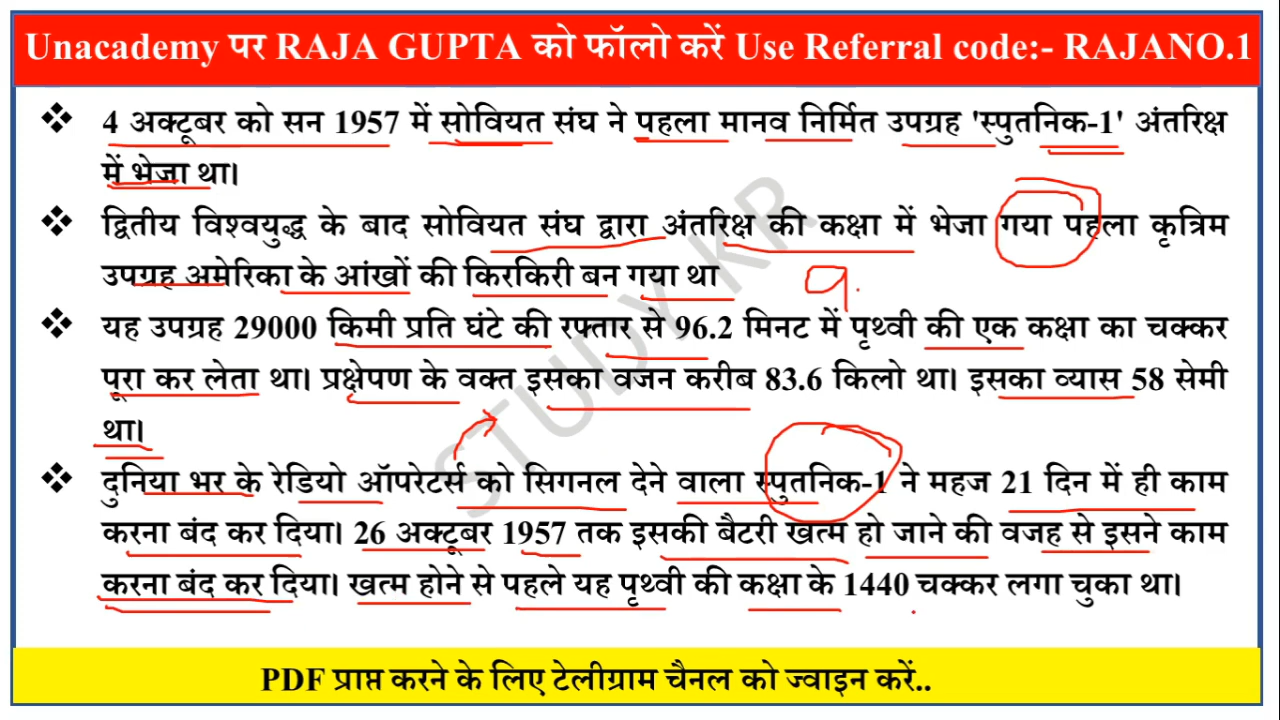 Unacademy पर RAJA GUPTA को फॉलो करें Use Referral code:- RAJANO.1
❖ 4 अक्टूबर को सन 1957 में सोवियत संघ ने पहला मानव निर्मित उपग्रह 'स्पुतनिक-1' अंतरिक्ष
में भेजा था।
❖ द्वितीय विश्वयुद्ध के बाद सोवियत संघ द्वारा अंतरिक्ष की कक्षा में भेजा गया पहला कृत्रिम
उपग्रह अमेरिका के आंखों की किरकिरी बन गया था
❖ यह उपग्रह 29000 किमी प्रति घंटे की रफ्तार से 96.2 मिनट में पृथ्वी की एक कक्षा का चक्कर
पूरा कर लेता था। प्रक्षेपण के वक्त इसका वजन करीब 83.6 किलो था। इसका व्यास 58 सेमी
था।
❖ दुनिया भर के रेडियो ऑपरेटर्स को सिगनल देने वाला स्पुतनिक-1 ने महज 21 दिन में ही काम
करना बंद कर दिया। 26 अक्टूबर 1957 तक इसकी बैटरी खत्म हो जाने की वजह से इसने काम
करना बंद कर दिया। खत्म होने से पहले यह पृथ्वी की कक्षा के 1440 चक्कर लगा चुका था।
STUDY KR
PDF प्राप्त करने के लिए टेलीग्राम चैनल को ज्वाइन करें..